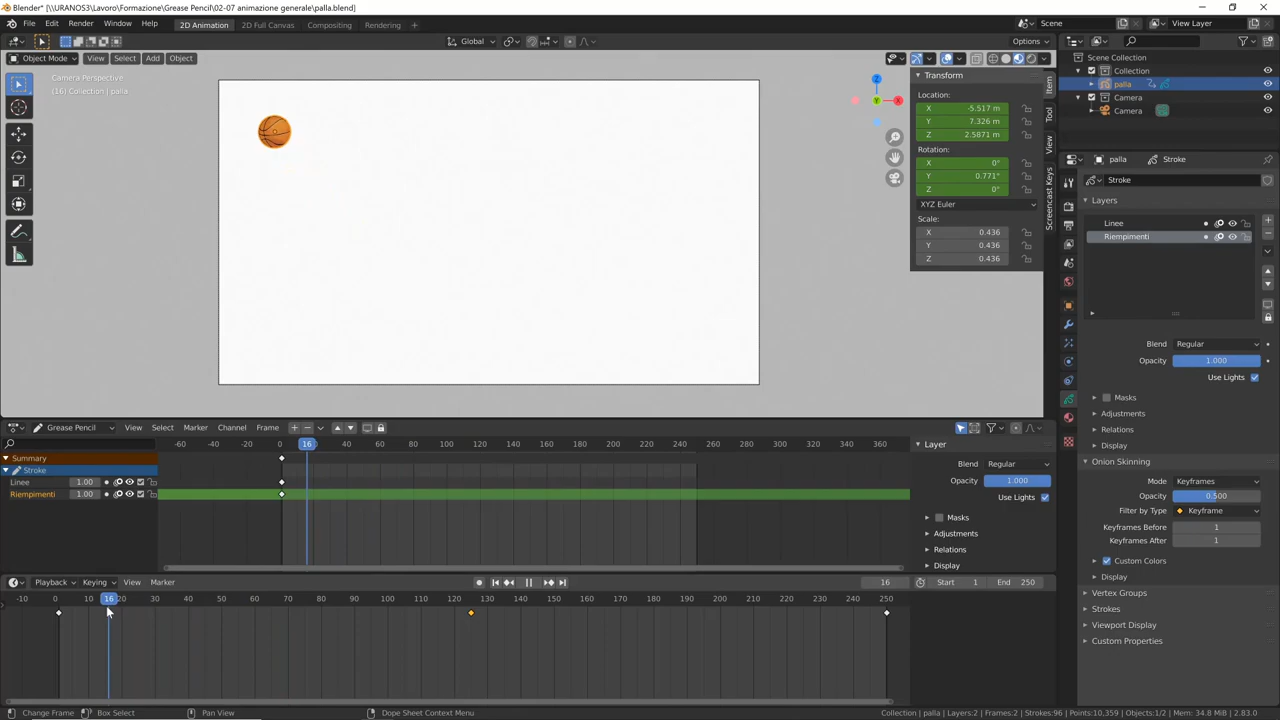 Blender* [\\URANOS3\Lavoro\Formazione\Grease Pencil\02-07 animazione generale\palla.blend]
File Edit Render Window Help 2D Animation 2D Full Canvas Compositing Rendering + Scene View Layer
Global Options
Object Mode View Select Add Object
Camera Perspective
(16) Collection | palla
Transform
Location:
X -5.517 m
Y 7.326 m
Z 2.5871 m
Rotation:
X 0°
Y 0.771°
Z 0°
XYZ Euler
Scale:
X 0.436
Y 0.436
Z 0.436
Item
Tool
View
Screencast Keys
Z
Y
X
Scene Collection
Collection
palla
Camera
Camera
palla Stroke
Stroke
Layers
Linee
Riempimenti
Blend Regular
Opacity 1.000
Use Lights
Masks
Adjustments
Relations
Display
Onion Skinning
Mode Keyframes
Opacity 0.500
Filter by Type Keyframe
Keyframes Before 1
Keyframes After 1
Custom Colors
Display
Vertex Groups
Strokes
Viewport Display
Custom Properties
Grease Pencil View Select Marker Channel Frame
-60 -40 -20 0 16 40 60 80 100 120 140 160 180 200 220 240 260 280 300 320 340 360
Summary
Stroke
Linee 1.00
Riempimenti 1.00
Layer
Blend Regular
Opacity 1.000
Use Lights
Masks
Adjustments
Relations
Display
Playback Keying View Marker 16 Start 1 End 250
-10 0 10 16 20 30 40 50 60 70 80 90 100 110 120 130 140 150 160 170 180 190 200 210 220 230 240 250
Change Frame Box Select Pan View Dope Sheet Context Menu Collection | palla | Layers:2 | Frames:2 | Strokes:96 | Points:10,359 | Objects:1/2 | Mem: 34.8 MiB | 2.83.0